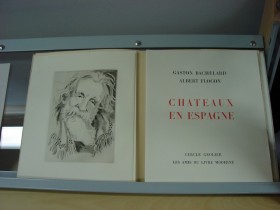 GASTON BACHELARD
ALBERT FLOCON
CHATEAUX
EN ESPAGNE
CERCLE GROLIER
LES AMIS DU LIVRE MODERNE